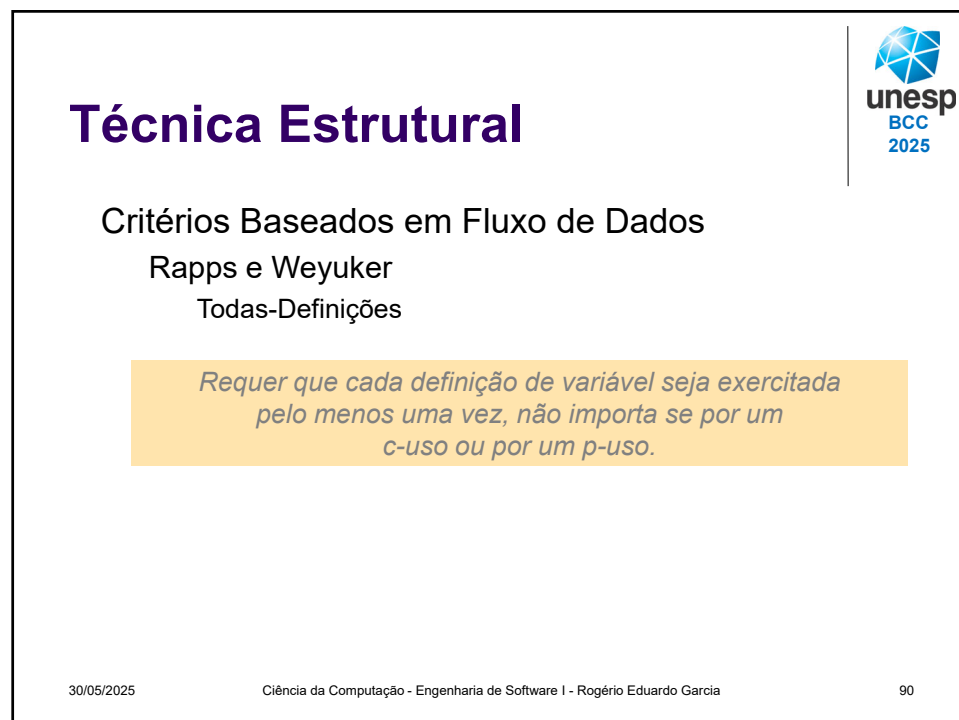 unesp
BCC
2025
Técnica Estrutural
Critérios Baseados em Fluxo de Dados
Rapps e Weyuker
Todas-Definições
Requer que cada definição de variável seja exercitada
pelo menos uma vez, não importa se por um
c-uso ou por um p-uso.
30/05/2025
Ciência da Computação - Engenharia de Software I - Rogério Eduardo Garcia
90